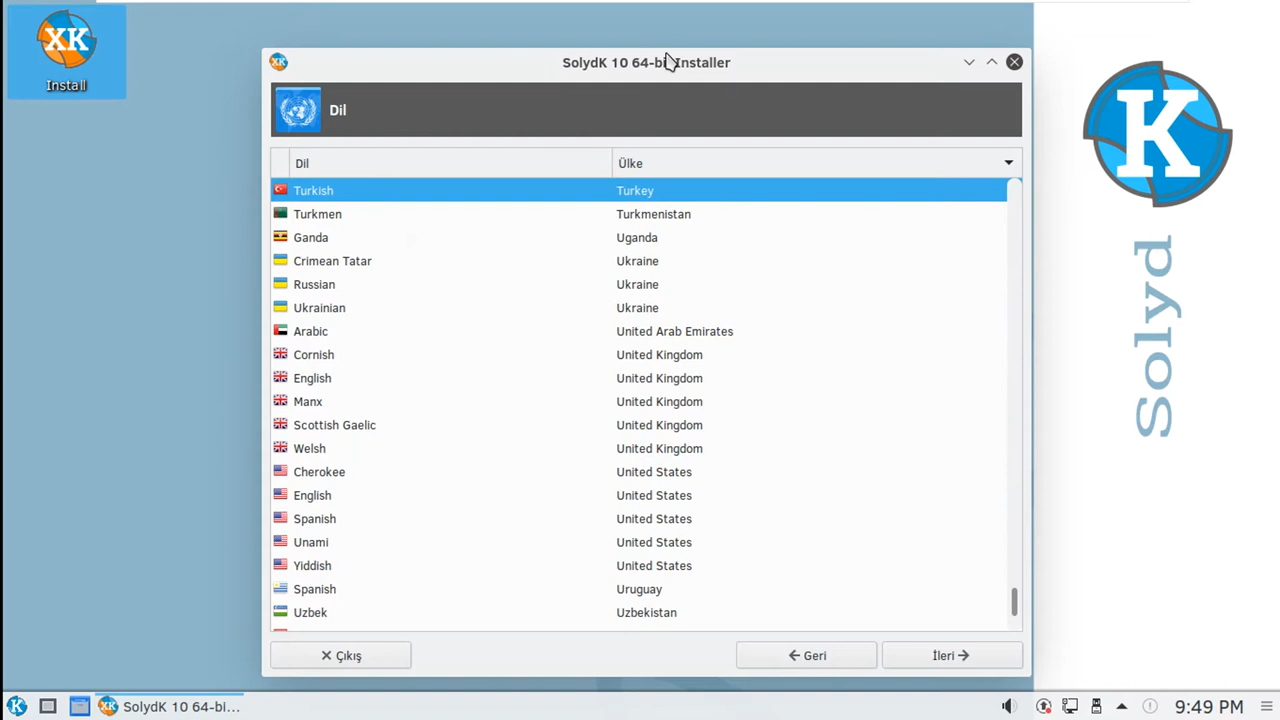 XK
Install
SolydK 10 64-bit Installer
Dil
Dil Ülke
Turkish Turkey
Turkmen Turkmenistan
Ganda Uganda
Crimean Tatar Ukraine
Russian Ukraine
Ukrainian Ukraine
Arabic United Arab Emirates
Cornish United Kingdom
English United Kingdom
Manx United Kingdom
Scottish Gaelic United Kingdom
Welsh United Kingdom
Cherokee United States
English United States
Spanish United States
Unami United States
Yiddish United States
Spanish Uruguay
Uzbek Uzbekistan
Çıkış Geri İleri
K
Solyd
SolydK 10 64-bi... 9:49 PM